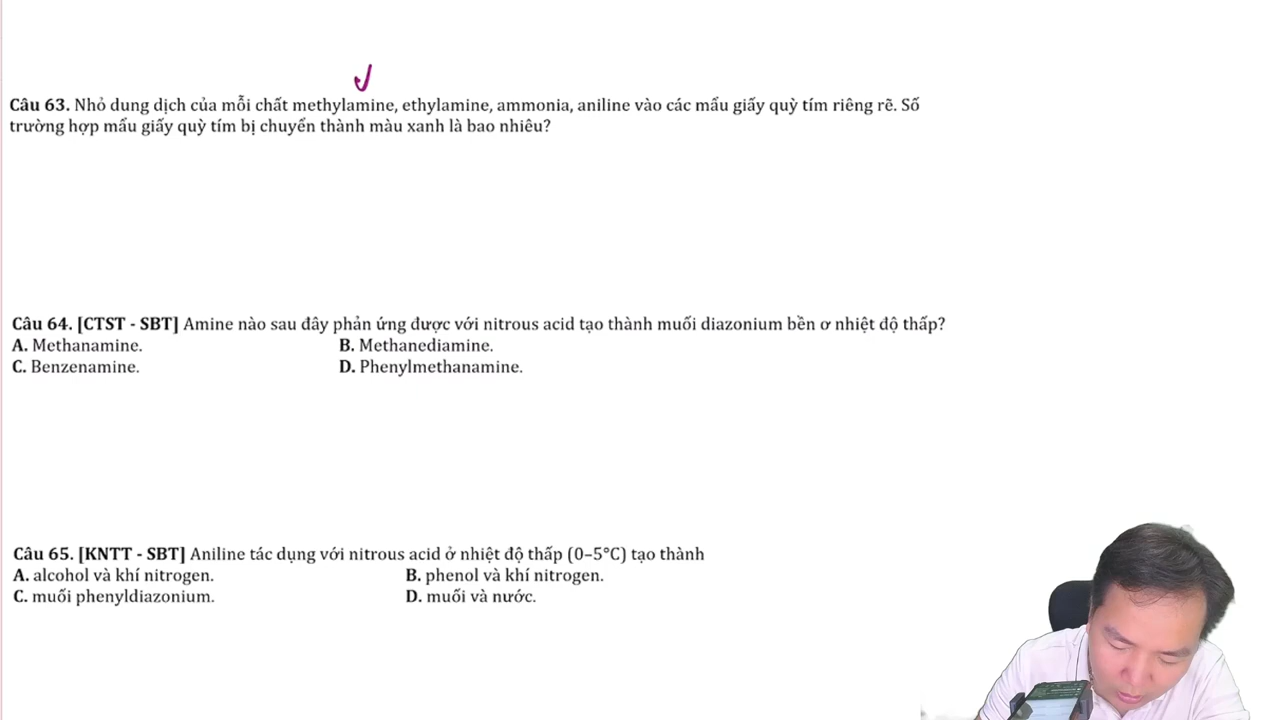 Câu 63. Nhỏ dung dịch của mỗi chất methylamine, ethylamine, ammonia, aniline vào các mẩu giấy quỳ tím riêng rẽ. Số
trường hợp mẩu giấy quỳ tím bị chuyển thành màu xanh là bao nhiêu?
Câu 64. [CTST - SBT] Amine nào sau đây phản ứng được với nitrous acid tạo thành muối diazonium bền ơ nhiệt độ thấp?
A. Methanamine.
B. Methanediamine.
C. Benzenamine.
D. Phenylmethanamine.
Câu 65. [KNTT - SBT] Aniline tác dụng với nitrous acid ở nhiệt độ thấp (0–5°C) tạo thành
A. alcohol và khí nitrogen.
B. phenol và khí nitrogen.
C. muối phenyldiazonium.
D. muối và nước.